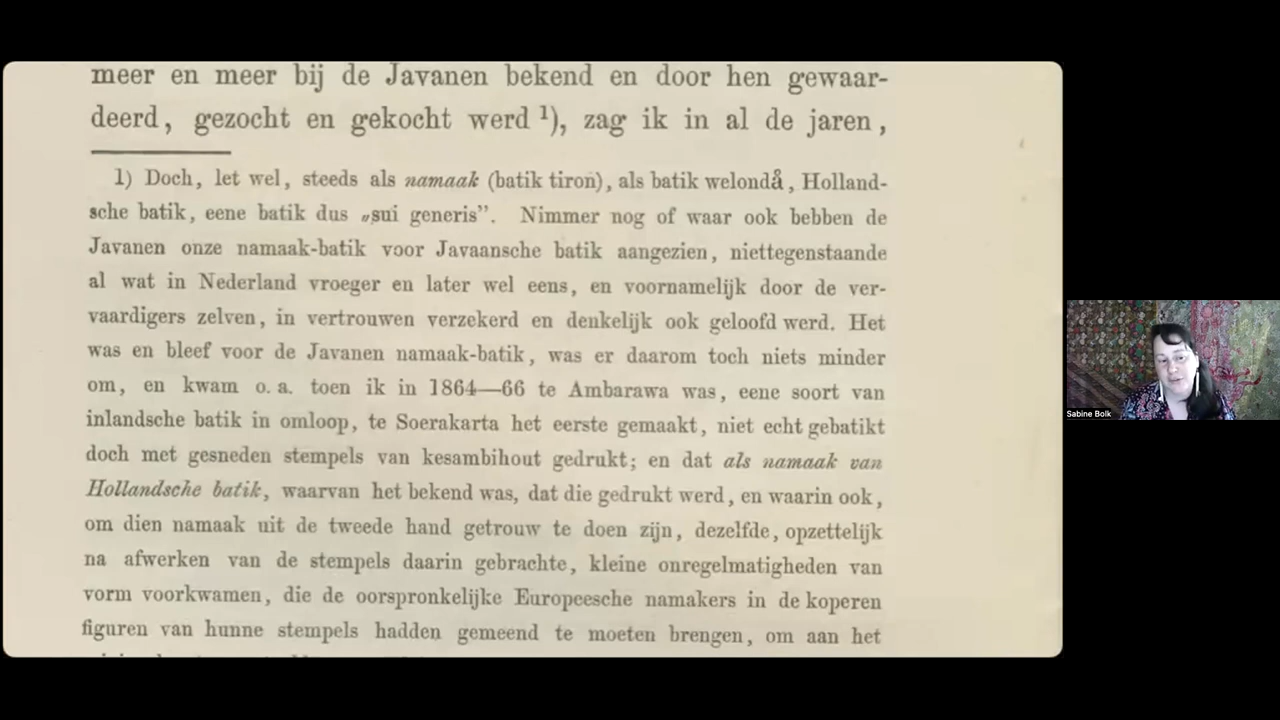 meer en meer bij de Javanen bekend en door hen gewaar-
deerd, gezocht en gekocht werd ¹), zag ik in al de jaren,
1) Doch, let wel, steeds als namaak (batik tiron), als batik welondå, Holland-
sche batik, eene batik dus „sui generis”. Nimmer nog of waar ook bebben de
Javanen onze namaak-batik voor Javaansche batik aangezien, niettegenstaande
al wat in Nederland vroeger en later wel eens, en voornamelijk door de ver-
vaardigers zelven, in vertrouwen verzekerd en denkelijk ook geloofd werd. Het
was en bleef voor de Javanen namaak-batik, was er daarom toch niets minder
om, en kwam o. a. toen ik in 1864—66 te Ambarawa was, eene soort van
inlandsche batik in omloop, te Soerakarta het eerste gemaakt, niet echt gebatikt
doch met gesneden stempels van kesambihout gedrukt; en dat als namaak van
Hollandsche batik, waarvan het bekend was, dat die gedrukt werd, en waarin ook,
om dien namaak uit de tweede hand getrouw te doen zijn, dezelfde, opzettelijk
na afwerken van de stempels daarin gebrachte, kleine onregelmatigheden van
vorm voorkwamen, die de oorspronkelijke Europeesche namakers in de koperen
figuren van hunne stempels hadden gemeend te moeten brengen, om aan het
Sabine Bolk